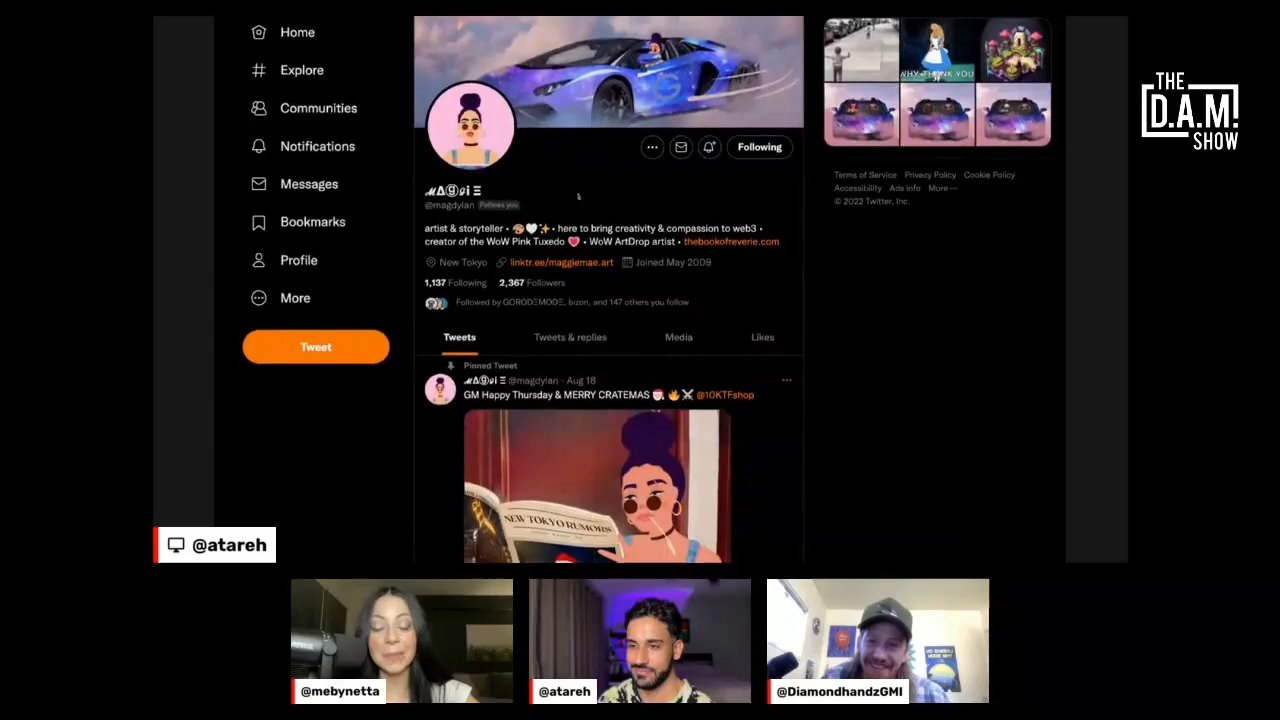 Home
Explore
Communities
Notifications
Messages
Bookmarks
Profile
More
Tweet
Following
ℳΔⓖℊi Ξ
@magdylan Follows you
artist & storyteller • 🎨🤍✨ • here to bring creativity & compassion to web3 •
creator of the WoW Pink Tuxedo 💗 • WoW ArtDrop artist • thebookofreverie.com
New Tokyo linktr.ee/maggiemae.art Joined May 2009
1,137 Following 2,367 Followers
Followed by GORODΞMODΞ, bizon, and 147 others you follow
Tweets Tweets & replies Media Likes
Pinned Tweet
ℳΔⓖℊi Ξ @magdylan · Aug 18
GM Happy Thursday & MERRY CRATEMAS 🎅 🔥 ⚔ @10KTFshop
NEW TOKYO RUMORS
WHY THANK YOU
Terms of Service Privacy Policy Cookie Policy
Accessibility Ads info More ···
© 2022 Twitter, Inc.
THE
D.A.M!
SHOW
@atareh
@mebynetta
@atareh
@DiamondhandzGMI